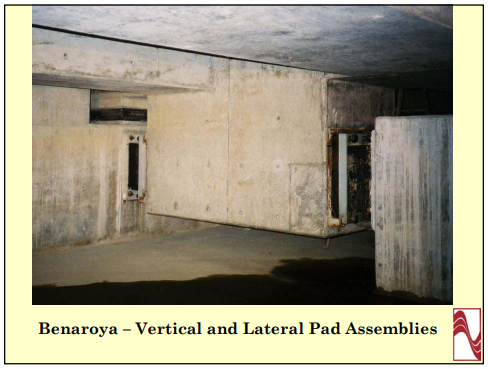 Benaroya – Vertical and Lateral Pad Assemblies